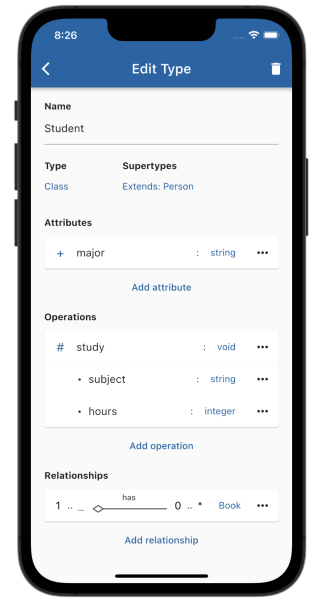 8:26
Edit Type
Name
Student
Type Supertypes
Class Extends: Person
Attributes
+ major : string •••
Add attribute
Operations
# study : void •••
• subject : string •••
• hours : integer •••
Add operation
Relationships
has
1 .. _ 0 .. * Book •••
Add relationship